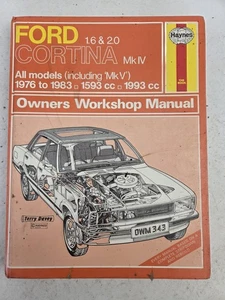 FORD
1.6 & 2.0
CORTINA Mk IV
Haynes
All models (including 'Mk V')
1976 to 1983 □ 1593 cc □ 1993 cc
Owners Workshop Manual
Terry Davey
DWM 343